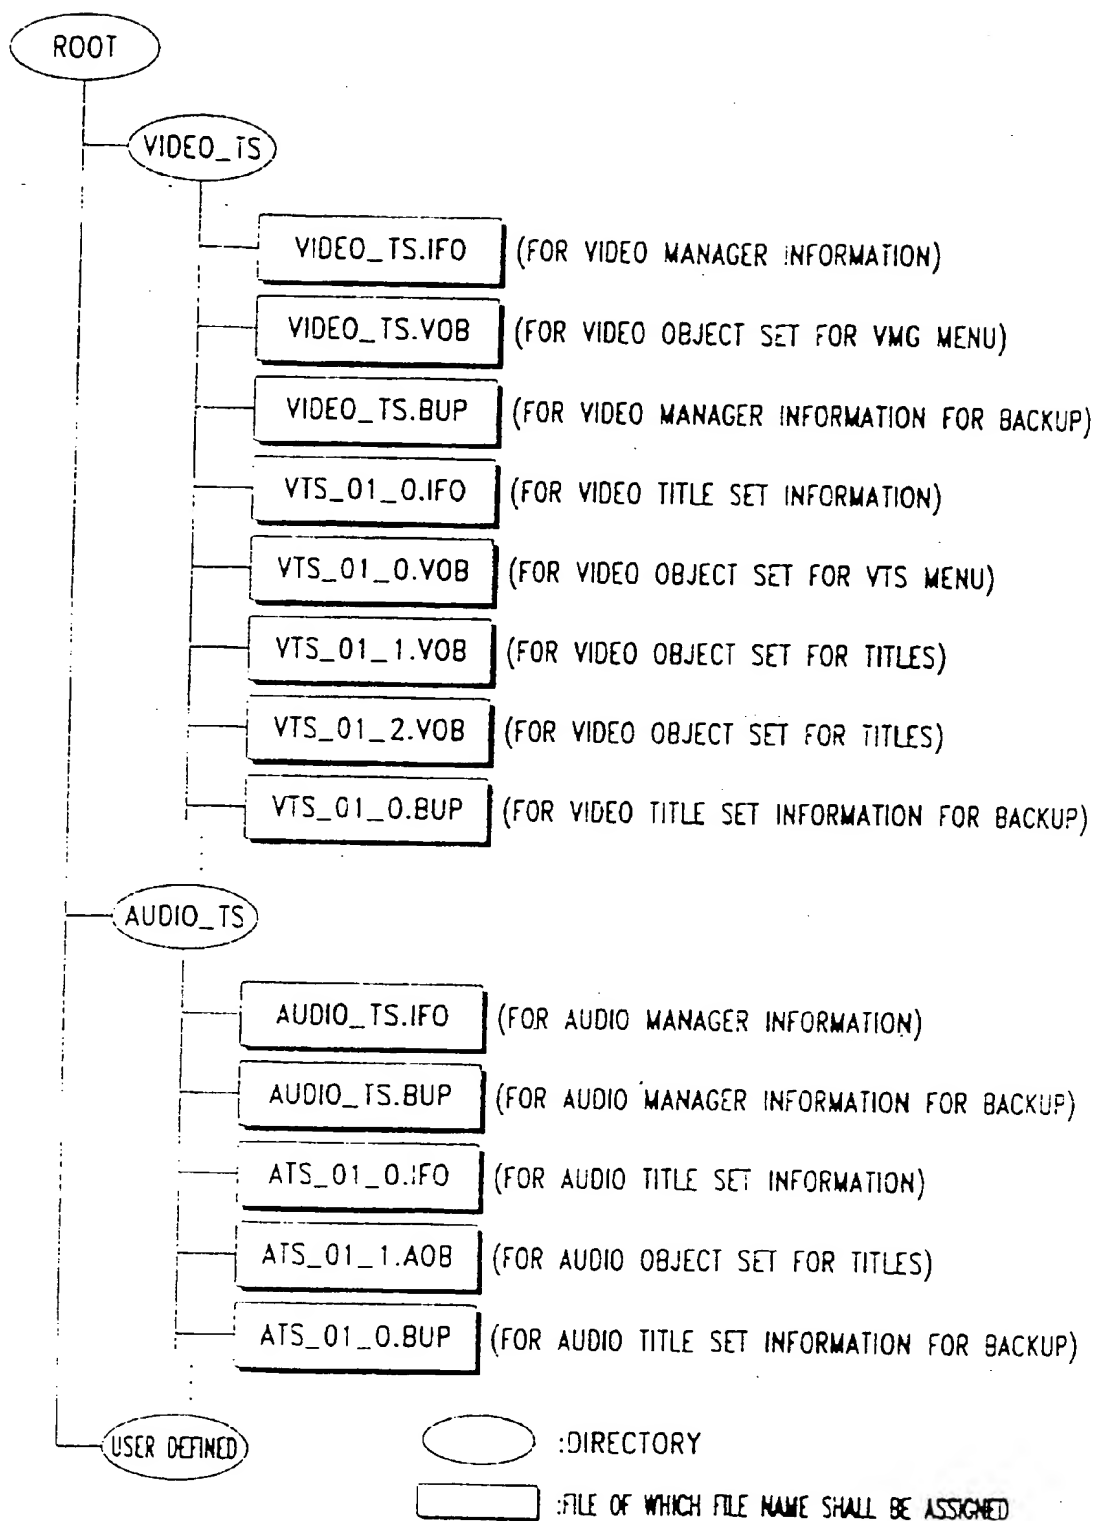 ROOT
VIDEO_TS
VIDEO_TS.IFO (FOR VIDEO MANAGER INFORMATION)
VIDEO_TS.VOB (FOR VIDEO OBJECT SET FOR VMG MENU)
VIDEO_TS.BUP (FOR VIDEO MANAGER INFORMATION FOR BACKUP)
VTS_01_0.IFO (FOR VIDEO TITLE SET INFORMATION)
VTS_01_0.VOB (FOR VIDEO OBJECT SET FOR VTS MENU)
VTS_01_1.VOB (FOR VIDEO OBJECT SET FOR TITLES)
VTS_01_2.VOB (FOR VIDEO OBJECT SET FOR TITLES)
VTS_01_0.BUP (FOR VIDEO TITLE SET INFORMATION FOR BACKUP)
AUDIO_TS
AUDIO_TS.IFO (FOR AUDIO MANAGER INFORMATION)
AUDIO_TS.BUP (FOR AUDIO MANAGER INFORMATION FOR BACKUP)
ATS_01_0.IFO (FOR AUDIO TITLE SET INFORMATION)
ATS_01_1.AOB (FOR AUDIO OBJECT SET FOR TITLES)
ATS_01_0.BUP (FOR AUDIO TITLE SET INFORMATION FOR BACKUP)
USER DEFINED
:DIRECTORY
:FILE OF WHICH FILE NAME SHALL BE ASSIGNED